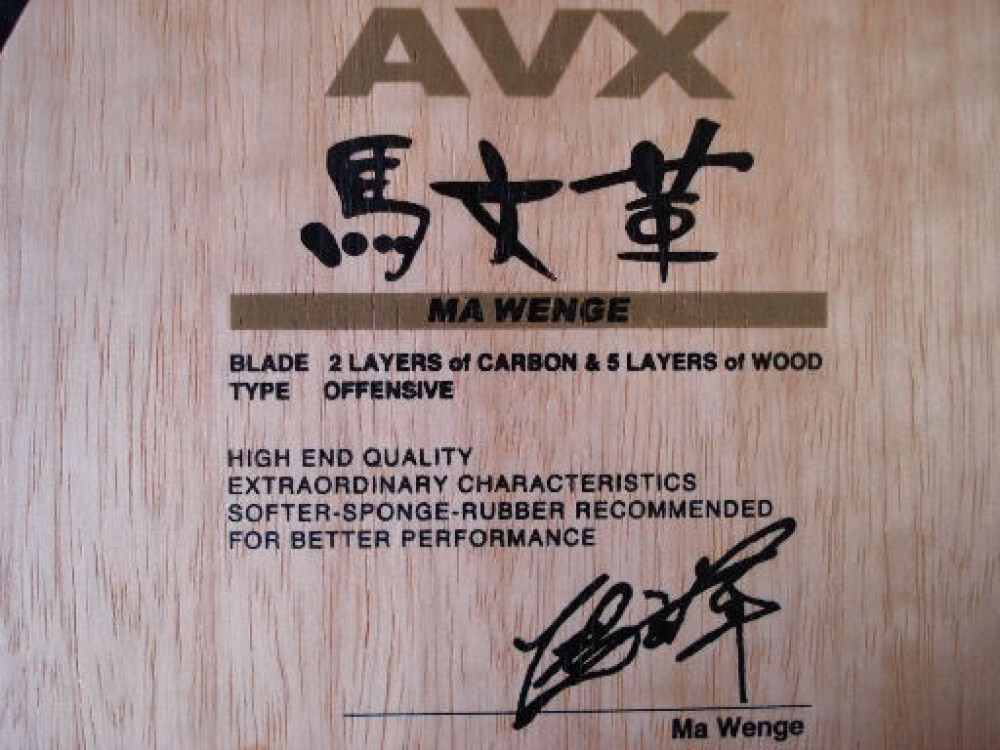 AVX
馬文革
MA WENGE
BLADE 2 LAYERS of CARBON & 5 LAYERS of WOOD
TYPE OFFENSIVE
HIGH END QUALITY
EXTRAORDINARY CHARACTERISTICS
SOFTER-SPONGE-RUBBER RECOMMENDED
FOR BETTER PERFORMANCE
Ma Wenge